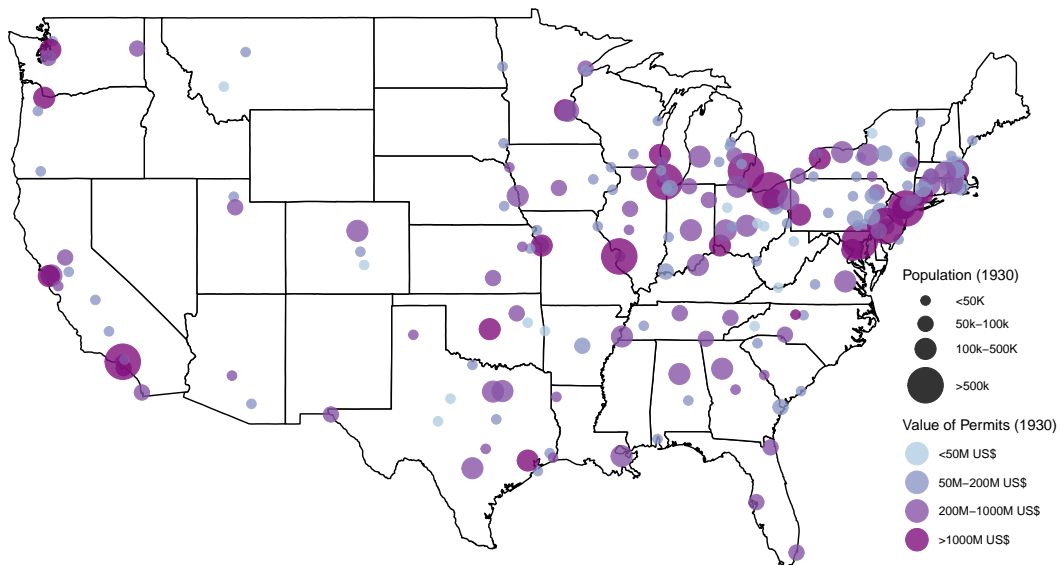 Population (1930)
<50K
50k−100k
100k−500K
>500k
Value of Permits (1930)
<50M US$
50M−200M US$
200M−1000M US$
>1000M US$